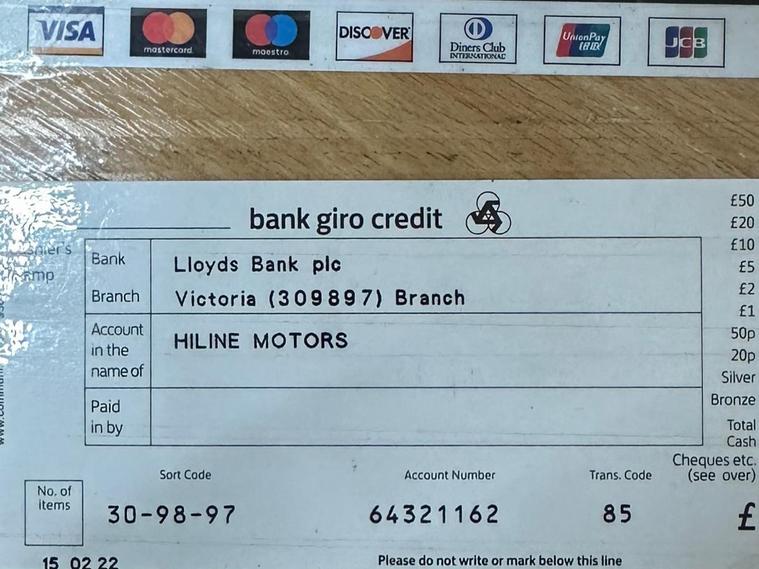 VISA
mastercard
maestro
DISCOVER
Diners Club
INTERNATIONAL
UnionPay
银联
JCB
bank giro credit
Bank
Lloyds Bank plc
Branch
Victoria (309897) Branch
Account
in the
name of
HILINE MOTORS
Paid
in by
£50
£20
£10
£5
£2
£1
50p
20p
Silver
Bronze
Total
Cash
Cheques etc.
(see over)
£
No. of
items
Sort Code
30-98-97
Account Number
64321162
Trans. Code
85
15 02 22
Please do not write or mark below this line